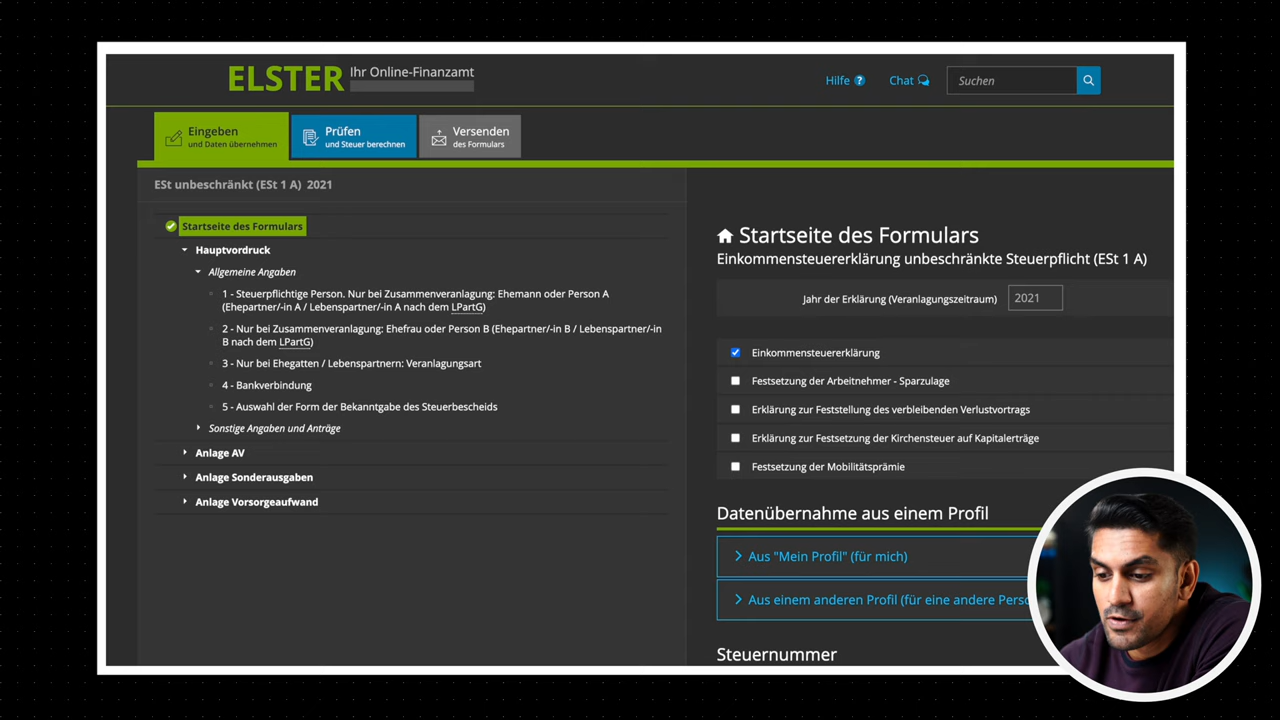 ELSTER Ihr Online-Finanzamt
Hilfe ? Chat Suchen
Eingeben
und Daten übernehmen
Prüfen
und Steuer berechnen
Versenden
des Formulars
ESt unbeschränkt (ESt 1 A) 2021
Startseite des Formulars
Hauptvordruck
Allgemeine Angaben
1 - Steuerpflichtige Person. Nur bei Zusammenveranlagung: Ehemann oder Person A
(Ehepartner/-in A / Lebenspartner/-in A nach dem LPartG)
2 - Nur bei Zusammenveranlagung: Ehefrau oder Person B (Ehepartner/-in B / Lebenspartner/-in
B nach dem LPartG)
3 - Nur bei Ehegatten / Lebenspartnern: Veranlagungsart
4 - Bankverbindung
5 - Auswahl der Form der Bekanntgabe des Steuerbescheids
Sonstige Angaben und Anträge
Anlage AV
Anlage Sonderausgaben
Anlage Vorsorgeaufwand
Startseite des Formulars
Einkommensteuererklärung unbeschränkte Steuerpflicht (ESt 1 A)
Jahr der Erklärung (Veranlagungszeitraum) 2021
Einkommensteuererklärung
Festsetzung der Arbeitnehmer - Sparzulage
Erklärung zur Feststellung des verbleibenden Verlustvortrags
Erklärung zur Festsetzung der Kirchensteuer auf Kapitalerträge
Festsetzung der Mobilitätsprämie
Datenübernahme aus einem Profil
Aus "Mein Profil" (für mich)
Aus einem anderen Profil (für eine andere Perso
Steuernummer